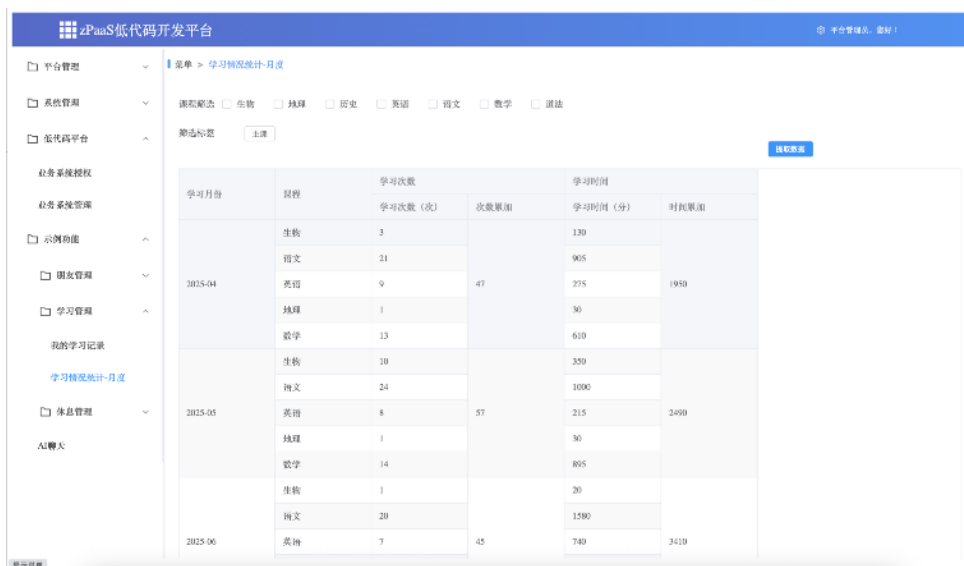 zPaaS低代码开发平台
平台管理员，您好！
平台管理
系统管理
低代码平台
业务系统授权
业务系统管理
示例功能
朋友管理
学习管理
我的学习记录
学习情况统计-月度
休息管理
AI聊天
菜单 > 学习情况统计-月度
课程筛选 生物 地理 历史 英语 语文 数学 道法
筛选标签 上课
提取数据
学习月份 课程 学习次数 学习时间
学习次数（次） 次数累加 学习时间（分） 时间累加
生物 3 130
语文 21 905
2025-04 英语 9 47 275 1950
地理 1 30
数学 13 610
生物 10 350
语文 24 1000
2025-05 英语 8 57 215 2490
地理 1 30
数学 14 895
生物 1 20
语文 20 1580
2025-06 英语 7 45 740 3410